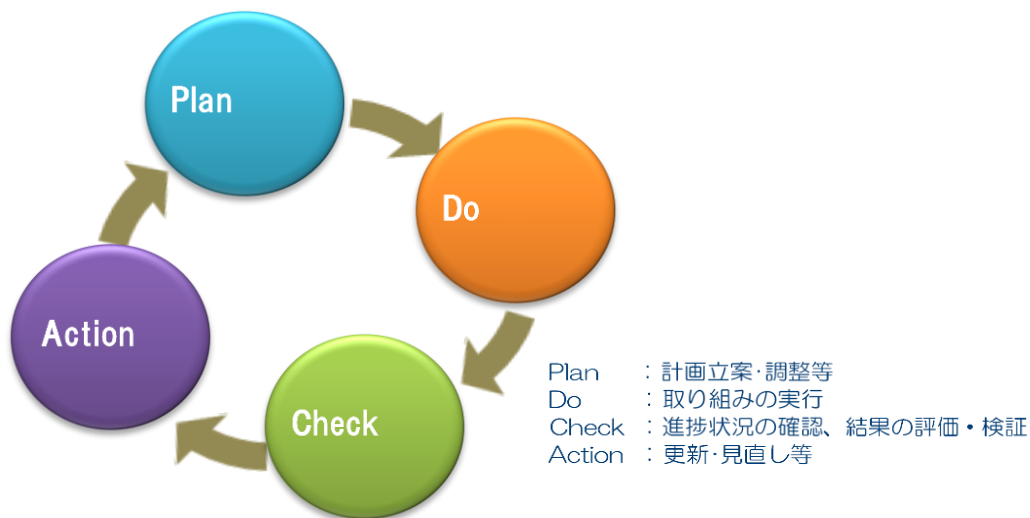 Plan
Do
Action
Check
Plan ：計画立案･調整等
Do ：取り組みの実行
Check ：進捗状況の確認、結果の評価・検証
Action ：更新･見直し等